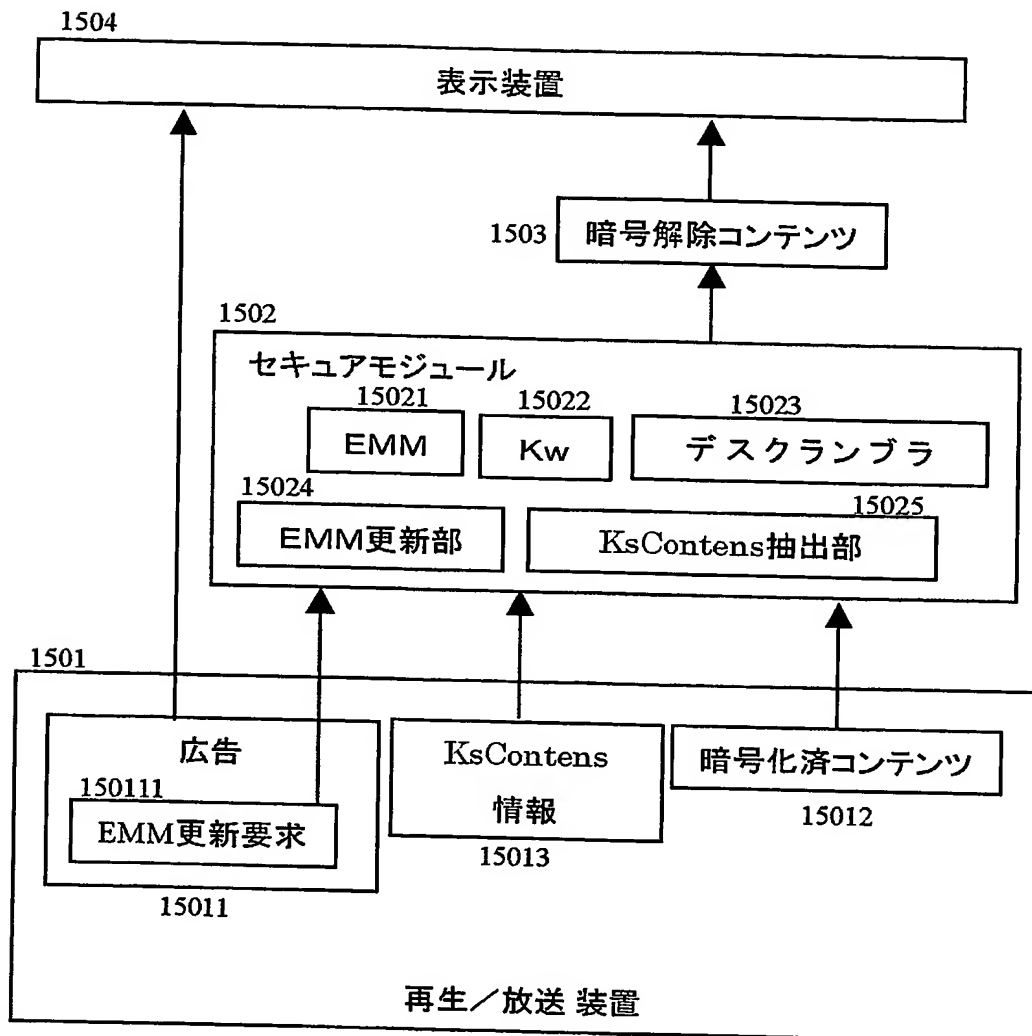 1504
表示装置
1503
暗号解除コンテンツ
1502
セキュアモジュール
15021
EMM
15022
Kw
15023
デスクランブラ
15024
EMM更新部
15025
KsContens抽出部
1501
広告
150111
EMM更新要求
15011
KsContens
情報
15013
暗号化済コンテンツ
15012
再生／放送 装置